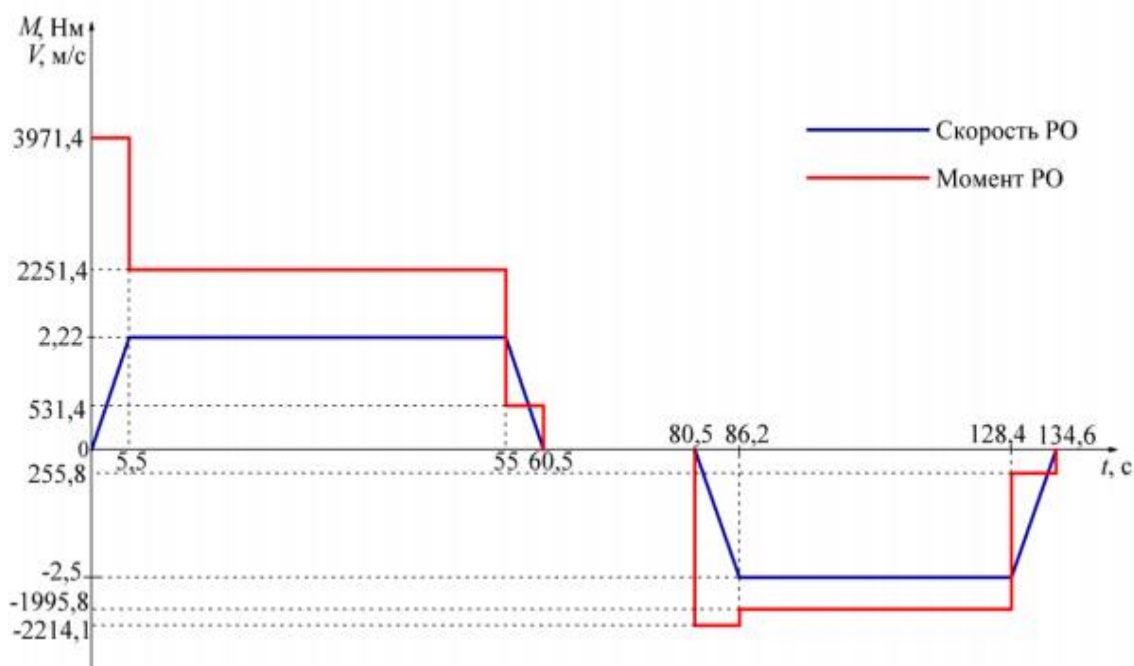 M, Нм
V, м/с
3971,4
Скорость РО
Момент РО
2251,4
2,22
531,4
0
5,5
55 60,5
80,5 86,2
128,4 134,6
t, с
255,8
-2,5
-1995,8
-2214,1